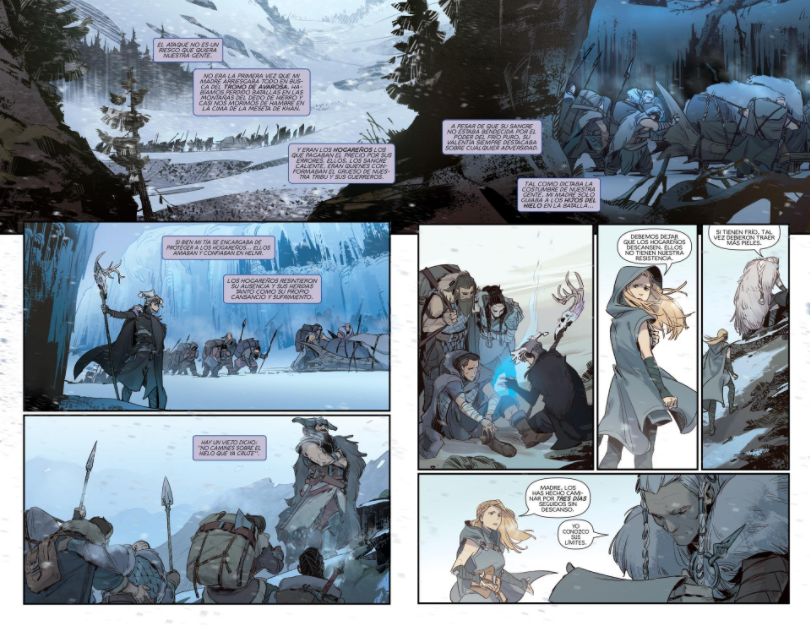 EL ATAQUE NO ES UN
RIESGO QUE QUIERA
NUESTRA GENTE.
NO ERA LA PRIMERA VEZ QUE MI
MADRE ARRIESGABA TODO EN BUS-
CA DEL TRONO DE AVAROSA. HA-
BÍAMOS PERDIDO BATALLAS EN LAS
MONTAÑAS DEL DEDO DE HIERRO Y
CASI NOS MORIMOS DE HAMBRE EN
LA CIMA DE LA MESETA DE KHAN.
Y ERAN LOS HOGAREÑOS LOS
QUE PAGABAN EL PRECIO POR SUS
ERRORES. ELLOS, LOS SANGRE
CALIENTE, ERAN QUIENES CON-
FORMABAN EL GRUESO DE NUES-
TRA TRIBU Y SUS GUERREROS.
A PESAR DE QUE SU SANGRE
NO ESTABA BENDECIDA POR EL
PODER DEL FRÍO PURO, SU
VALENTÍA SIEMPRE DESTACABA
SOBRE CUALQUIER ADVERSIDAD.
TAL COMO DICTABA LA
COSTUMBRE DE NUESTRA
GENTE, MI MADRE SOLO
GUIABA A LOS HIJOS DEL
HIELO EN LA BATALLA...
SI BIEN MI TÍA SE ENCARGABA DE
PROTEGER A LOS HOGAREÑOS... ELLOS
AMABAN Y CONFIABAN EN HELMR.
LOS HOGAREÑOS RESINTIERON
SU AUSENCIA Y SUS HERIDAS
TANTO COMO SU PROPIO
CANSANCIO Y SUFRIMIENTO.
HAY UN VIEJO DICHO:
"NO CAMINES SOBRE EL
HIELO QUE YA CRUJE".
DEBEMOS DEJAR
QUE LOS HOGAREÑOS
DESCANSEN. ELLOS
NO TIENEN NUESTRA
RESISTENCIA.
SI TIENEN FRÍO, TAL
VEZ DEBIERON TRAER
MÁS PIELES.
MADRE, LOS
HAS HECHO CAMI-
NAR POR TRES DÍAS
SEGUIDOS SIN
DESCANSO.
YO
CONOZCO
SUS
LÍMITES.